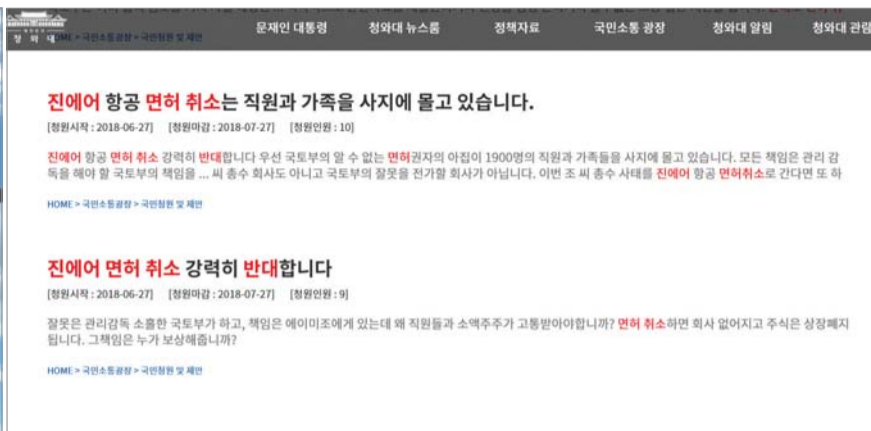 문재인 대통령 청와대 뉴스룸 정책자료 국민소통 광장 청와대 알림 청와대 관람
청 와 대
HOME > 국민소통광장 > 국민청원 및 제안
진에어 항공 면허 취소는 직원과 가족을 사지에 몰고 있습니다.
[청원시작 : 2018-06-27] [청원마감 : 2018-07-27] [청원인원 : 10]
진에어 항공 면허 취소 강력히 반대합니다 우선 국토부의 알 수 없는 면허권자의 아집이 1900명의 직원과 가족들을 사지에 몰고 있습니다. 모든 책임은 관리 감
독을 해야 할 국토부의 책임을 ... 씨 총수 회사도 아니고 국토부의 잘못을 전가할 회사가 아닙니다. 이번 조 씨 총수 사태를 진에어 항공 면허취소로 간다면 또 하
HOME > 국민소통광장 > 국민청원 및 제안
진에어 면허 취소 강력히 반대합니다
[청원시작 : 2018-06-27] [청원마감 : 2018-07-27] [청원인원 : 9]
잘못은 관리감독 소홀한 국토부가 하고, 책임은 에이미조에게 있는데 왜 직원들과 소액주주가 고통받아야합니까? 면허 취소하면 회사 없어지고 주식은 상장폐지
됩니다. 그책임은 누가 보상해줍니까?
HOME > 국민소통광장 > 국민청원 및 제안